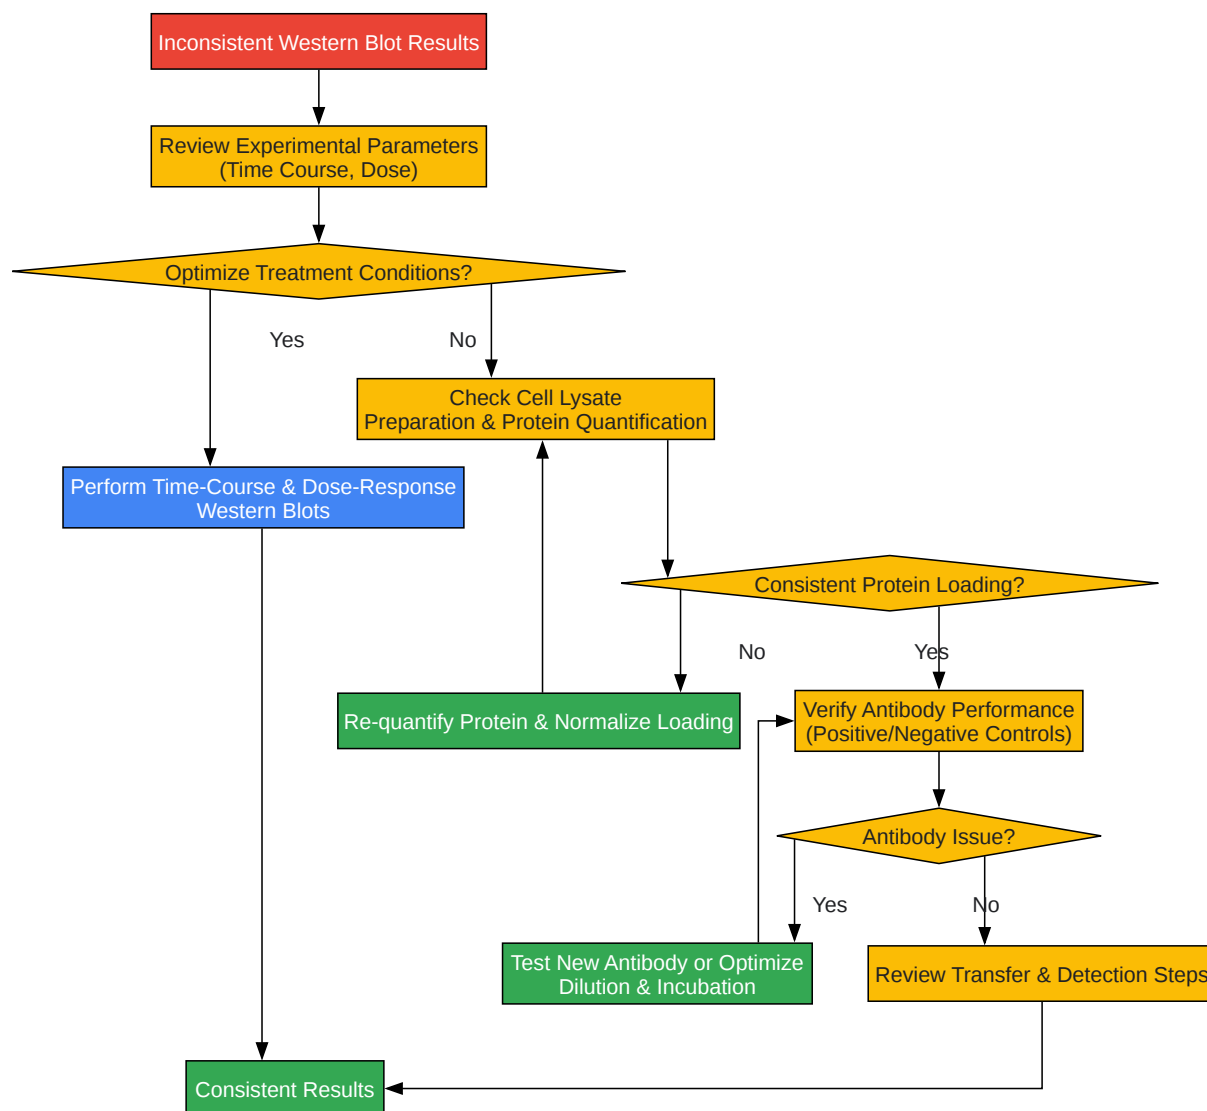 Inconsistent Western Blot Results
Review Experimental Parameters
(Time Course, Dose)
Optimize Treatment Conditions?
Yes
No
Check Cell Lysate
Preparation & Protein Quantification
Perform Time-Course & Dose-Response
Western Blots
Consistent Protein Loading?
No
Yes
Re-quantify Protein & Normalize Loading
Verify Antibody Performance
(Positive/Negative Controls)
Antibody Issue?
Yes
No
Test New Antibody or Optimize
Dilution & Incubation
Review Transfer & Detection Steps
Consistent Results